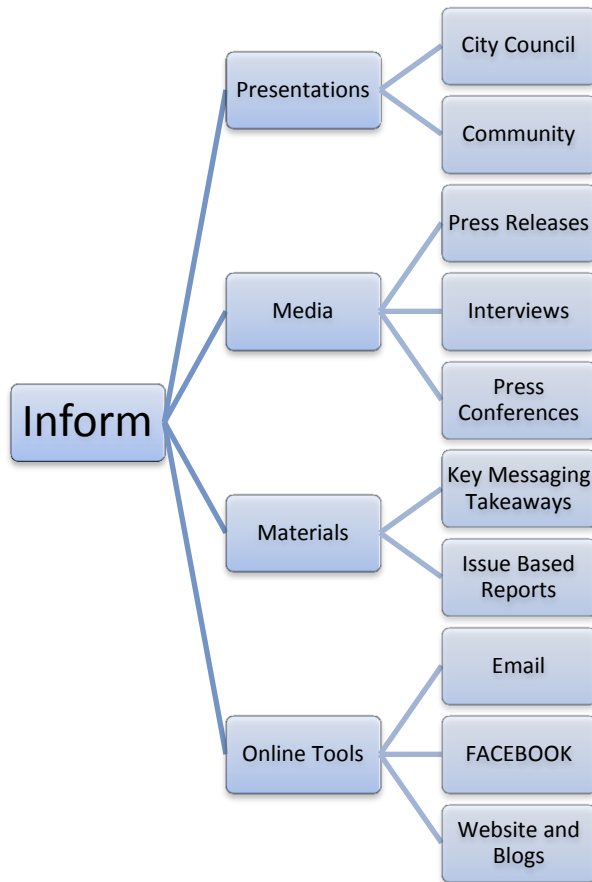 Inform
Presentations
City Council
Community
Media
Press Releases
Interviews
Press
Conferences
Materials
Key Messaging
Takeaways
Issue Based
Reports
Online Tools
Email
FACEBOOK
Website and
Blogs